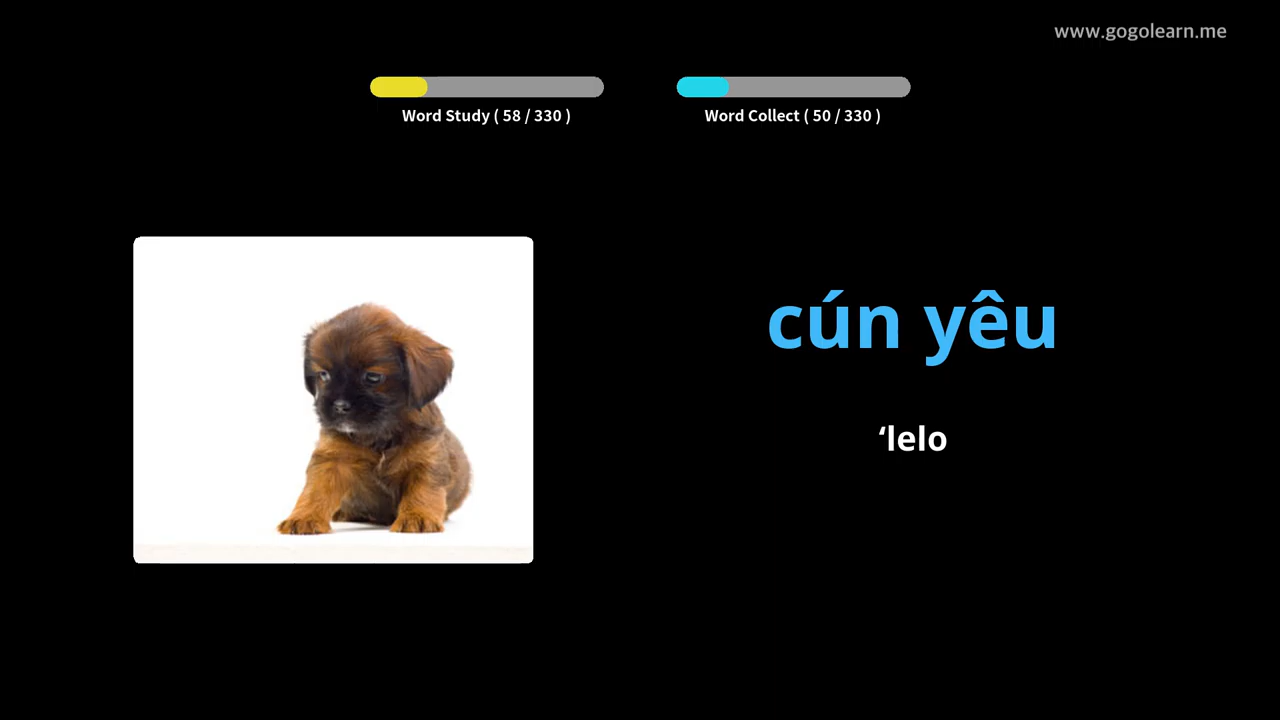 www.gogolearn.me
Word Study ( 58 / 330 )
Word Collect ( 50 / 330 )
cún yêu
‘lelo